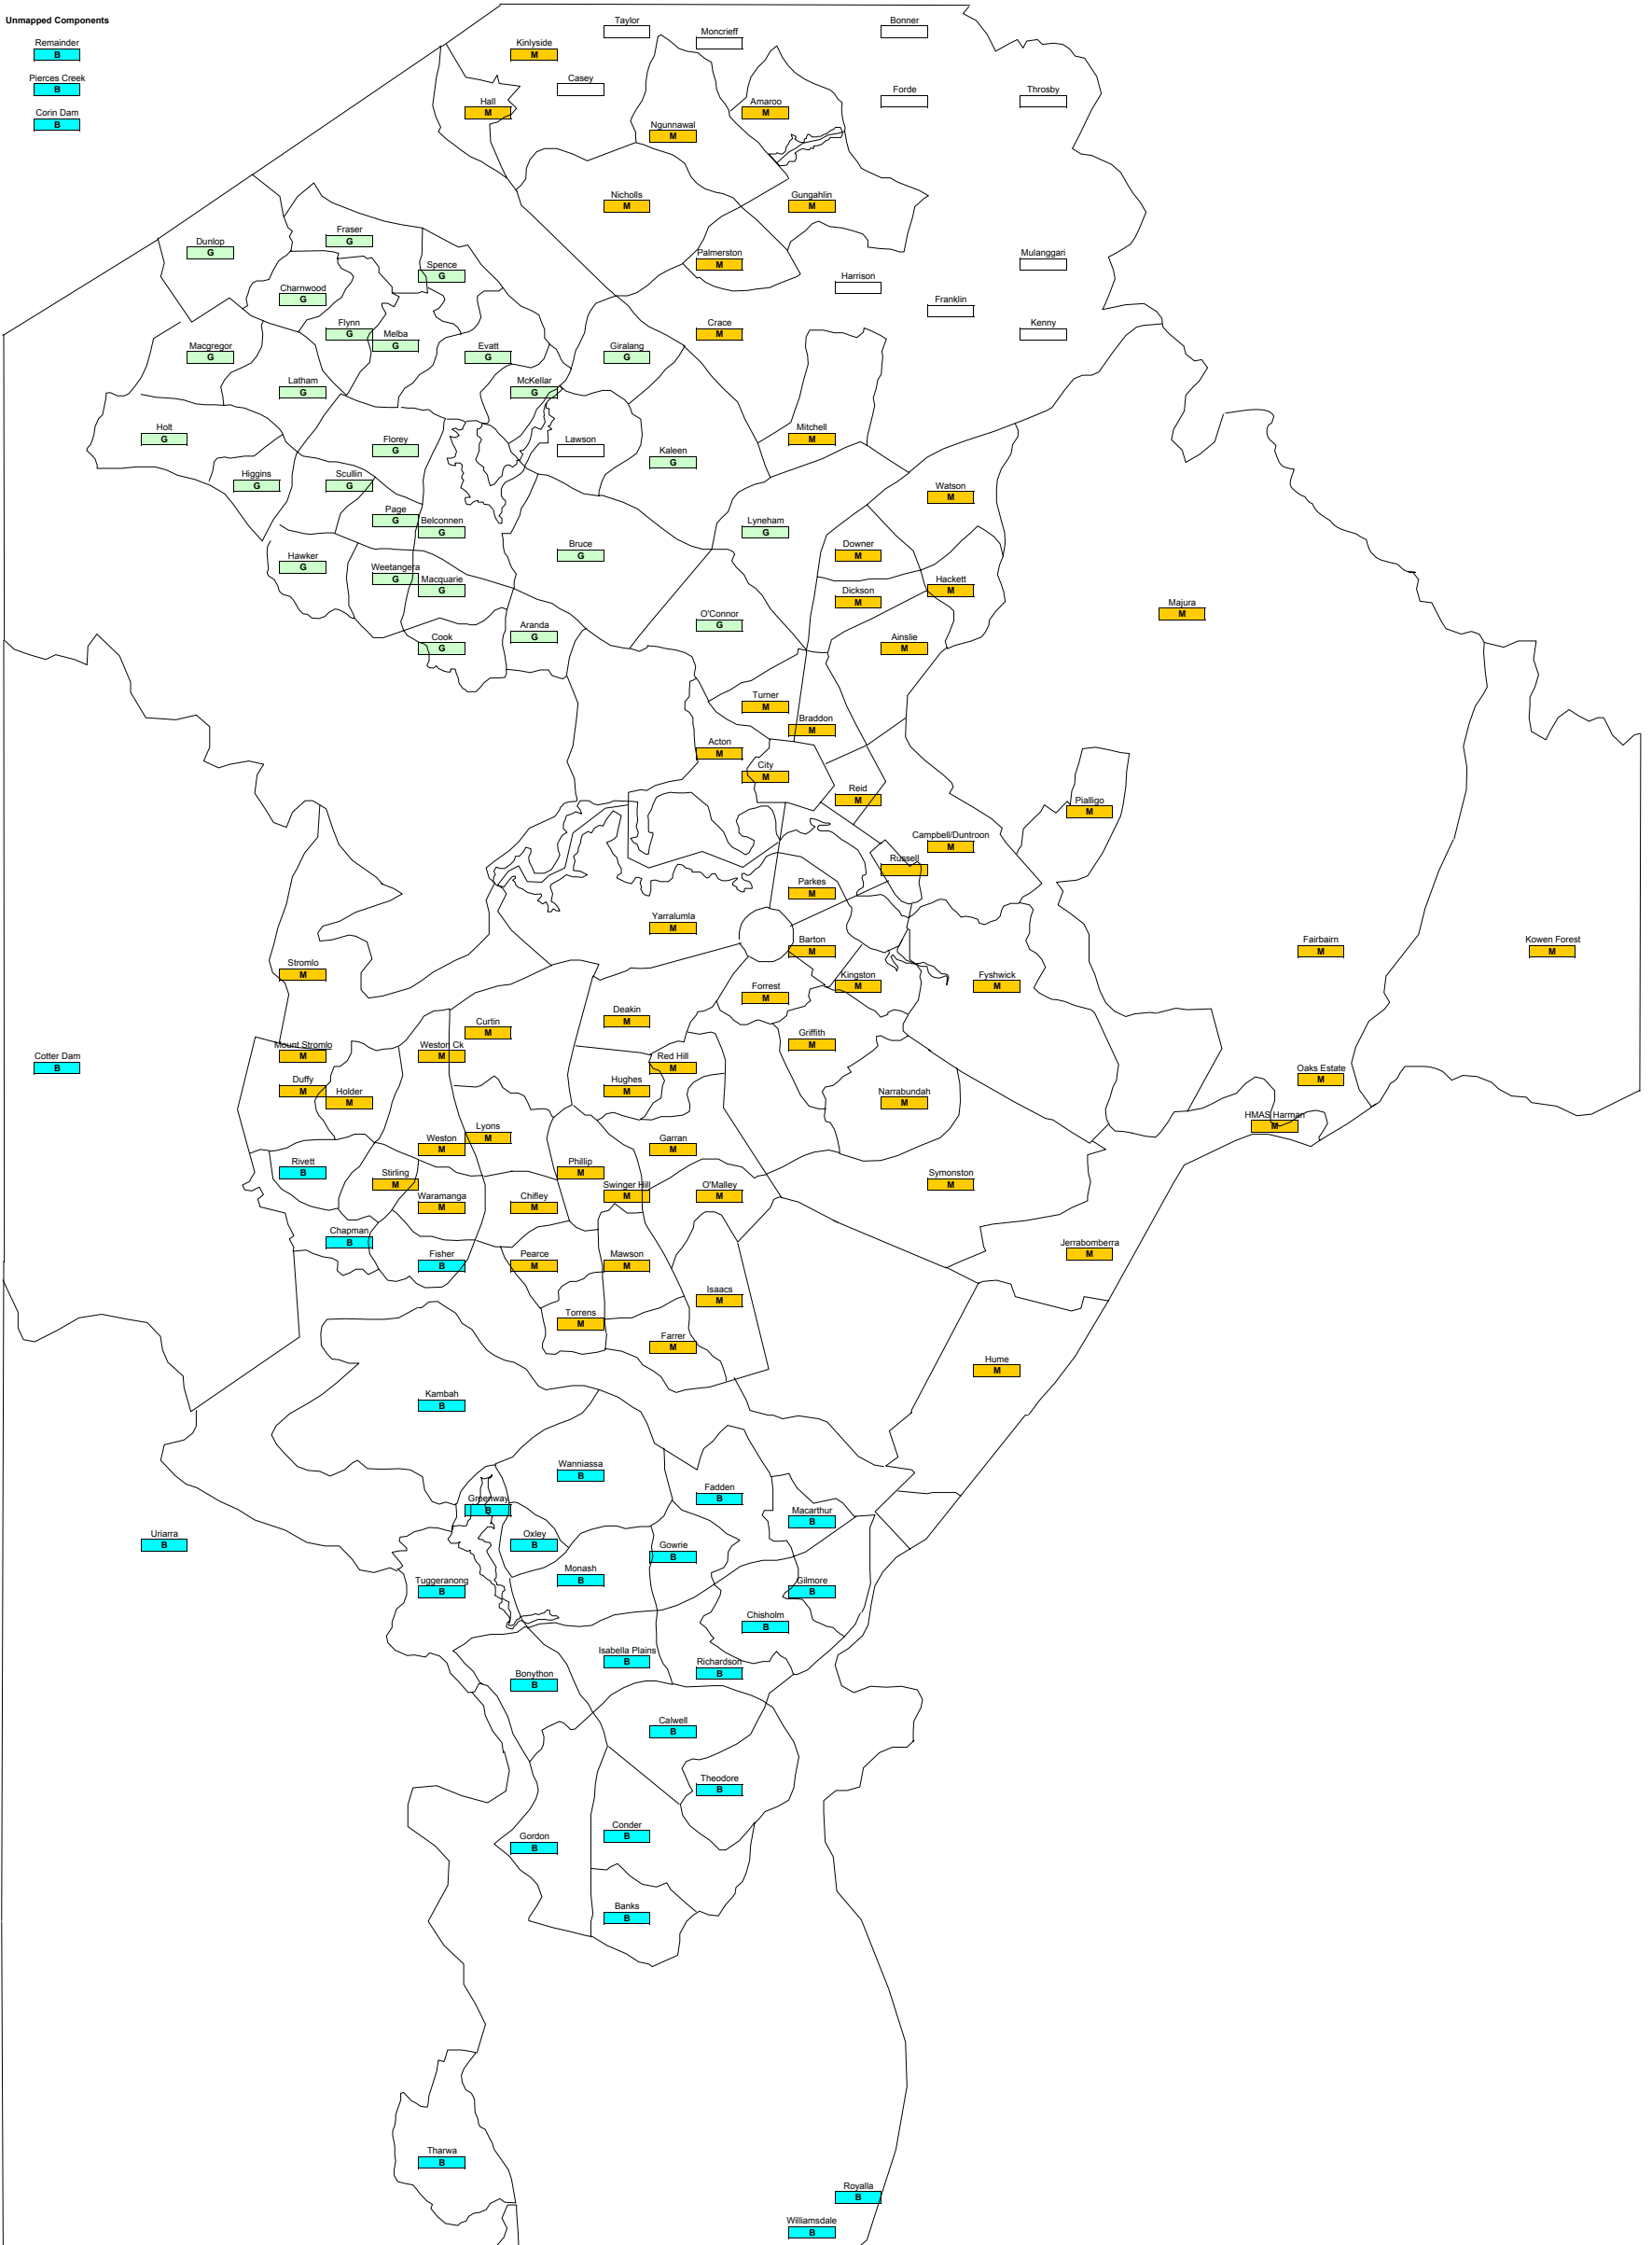 Unmapped Components
Remainder
B
Pierces Creek
B
Corin Dam
B
Taylor
Moncrieff
Bonner
Kinlyside
M
Casey
Forde
Throsby
Hall
M
Amaroo
M
Ngunnawal
M
Nicholls
M
Gungahlin
M
Fraser
G
Dunlop
G
Spence
G
Palmerston
M
Mulanggari
Harrison
Charnwood
G
Franklin
Flynn
G
Melba
G
Crace
M
Kenny
Macgregor
G
Evatt
G
Giralang
G
Latham
G
McKellar
G
Holt
G
Florey
G
Lawson
Kaleen
G
Mitchell
M
Higgins
G
Scullin
G
Watson
M
Page
G
Belconnen
G
Lyneham
G
Bruce
G
Downer
M
Hawker
G
Weetangera
G
Macquarie
G
Dickson
M
Hackett
M
Majura
M
Aranda
G
O'Connor
G
Cook
G
Ainslie
M
Turner
M
Braddon
M
Acton
M
City
M
Reid
M
Pialligo
M
Campbell/Duntroon
M
Russell
Parkes
M
Yarralumla
M
Barton
M
Fairbairn
M
Kowen Forest
M
Stromlo
M
Forrest
M
Kingston
M
Fyshwick
M
Deakin
M
Curtin
M
Griffith
M
Cotter Dam
B
Mount Stromlo
M
Weston Ck
M
Red Hill
M
Oaks Estate
M
Duffy
M
Holder
M
Hughes
M
Narrabundah
M
HMAS Harman
M
Weston
M
Lyons
M
Garran
M
Rivett
B
Stirling
M
Phillip
M
Symonston
M
Waramanga
M
Chifley
M
Swinger Hill
M
O'Malley
M
Chapman
B
Jerrabomberra
M
Fisher
B
Pearce
M
Mawson
M
Isaacs
M
Torrens
M
Farrer
M
Hume
M
Kambah
B
Wanniassa
B
Fadden
B
Greenway
B
Macarthur
B
Uriarra
B
Oxley
B
Gowrie
B
Monash
B
Tuggeranong
B
Gilmore
B
Chisholm
B
Isabella Plains
B
Richardson
B
Bonython
B
Calwell
B
Theodore
B
Gordon
B
Conder
B
Banks
B
Tharwa
B
Royalla
B
Williamsdale
B